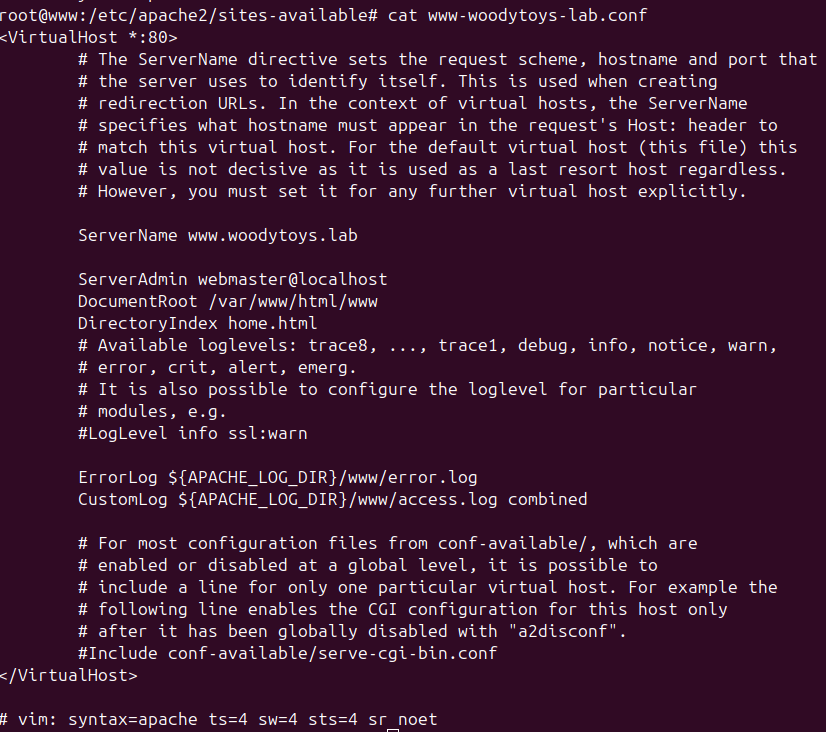 root@www:/etc/apache2/sites-available# cat www-woodytoys-lab.conf
<VirtualHost *:80>
# The ServerName directive sets the request scheme, hostname and port that
# the server uses to identify itself. This is used when creating
# redirection URLs. In the context of virtual hosts, the ServerName
# specifies what hostname must appear in the request's Host: header to
# match this virtual host. For the default virtual host (this file) this
# value is not decisive as it is used as a last resort host regardless.
# However, you must set it for any further virtual host explicitly.
ServerName www.woodytoys.lab
ServerAdmin webmaster@localhost
DocumentRoot /var/www/html/www
DirectoryIndex home.html
# Available loglevels: trace8, ..., trace1, debug, info, notice, warn,
# error, crit, alert, emerg.
# It is also possible to configure the loglevel for particular
# modules, e.g.
#LogLevel info ssl:warn
ErrorLog ${APACHE_LOG_DIR}/www/error.log
CustomLog ${APACHE_LOG_DIR}/www/access.log combined
# For most configuration files from conf-available/, which are
# enabled or disabled at a global level, it is possible to
# include a line for only one particular virtual host. For example the
# following line enables the CGI configuration for this host only
# after it has been globally disabled with "a2disconf".
#Include conf-available/serve-cgi-bin.conf
</VirtualHost>
# vim: syntax=apache ts=4 sw=4 sts=4 sr noet